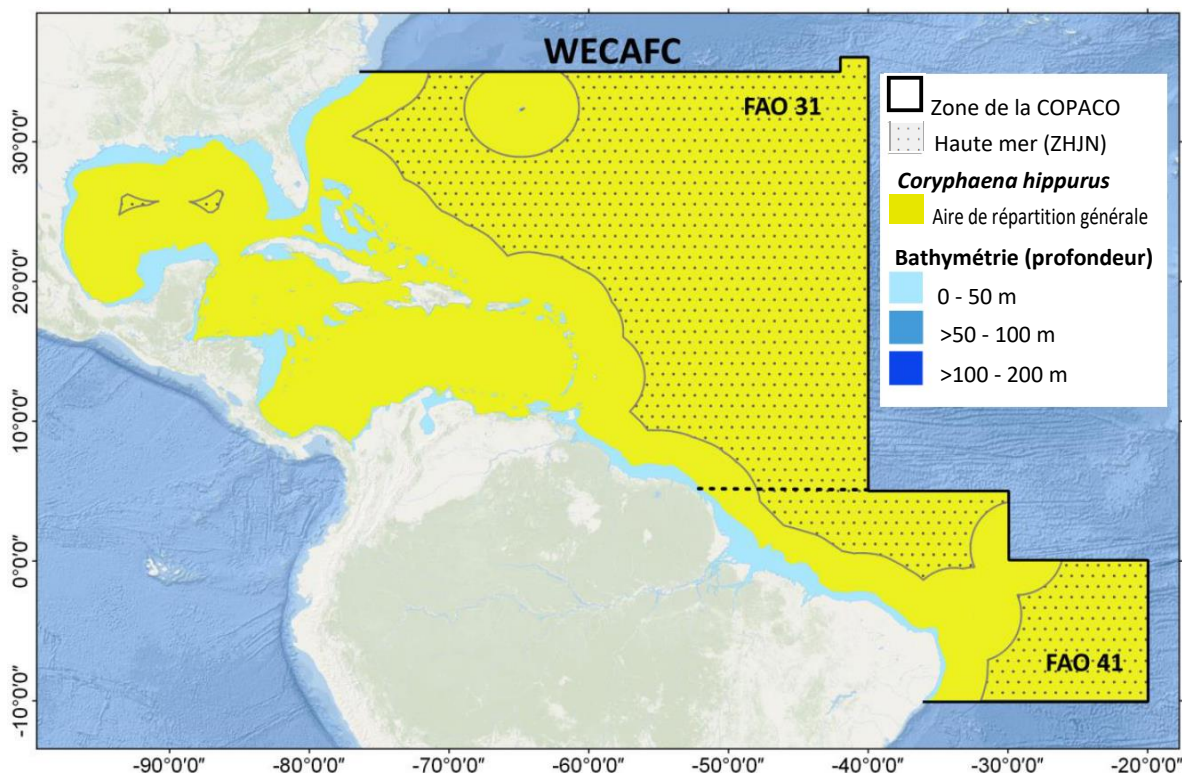 WECAFC
FAO 31
Zone de la COPACO
Haute mer (ZHJN)
Coryphaena hippurus
Aire de répartition générale
Bathymétrie (profondeur)
0 - 50 m
>50 - 100 m
>100 - 200 m
FAO 41
30°0'0"
20°0'0"
10°0'0"
0°0'0"
-10°0'0"
-90°0'0"
-80°0'0"
-70°0'0"
-60°0'0"
-50°0'0"
-40°0'0"
-30°0'0"
-20°0'0"